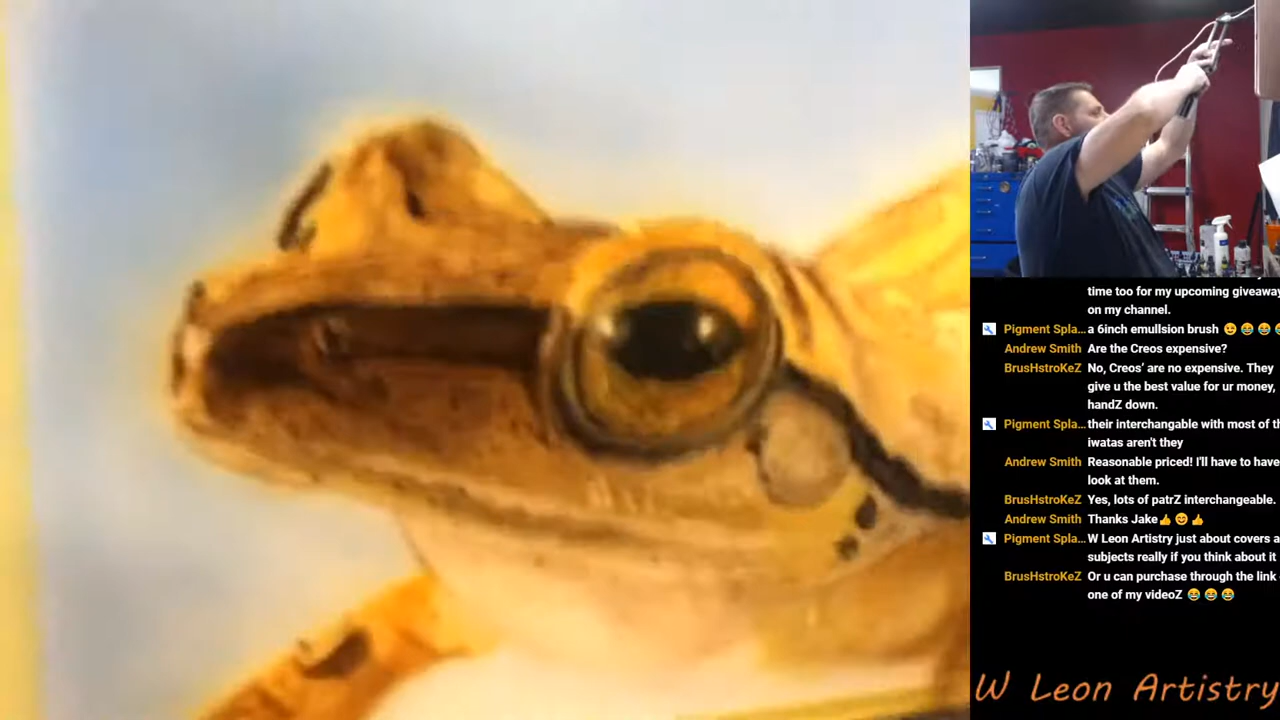 time too for my upcoming giveaway
on my channel.
Pigment Spla... a 6inch emullsion brush 😉 😂 😂
Andrew Smith Are the Creos expensive?
BrusHstroKeZ No, Creos' are no expensive. They
give u the best value for ur money,
handZ down.
Pigment Spla... their interchangable with most of th
iwatas aren't they
Andrew Smith Reasonable priced! I'll have to have
look at them.
BrusHstroKeZ Yes, lots of patrZ interchangeable.
Andrew Smith Thanks Jake👍 😊 👍
Pigment Spla... W Leon Artistry just about covers a
subjects really if you think about it
BrusHstroKeZ Or u can purchase through the link
one of my videoZ 😂 😂 😂
W Leon Artistry